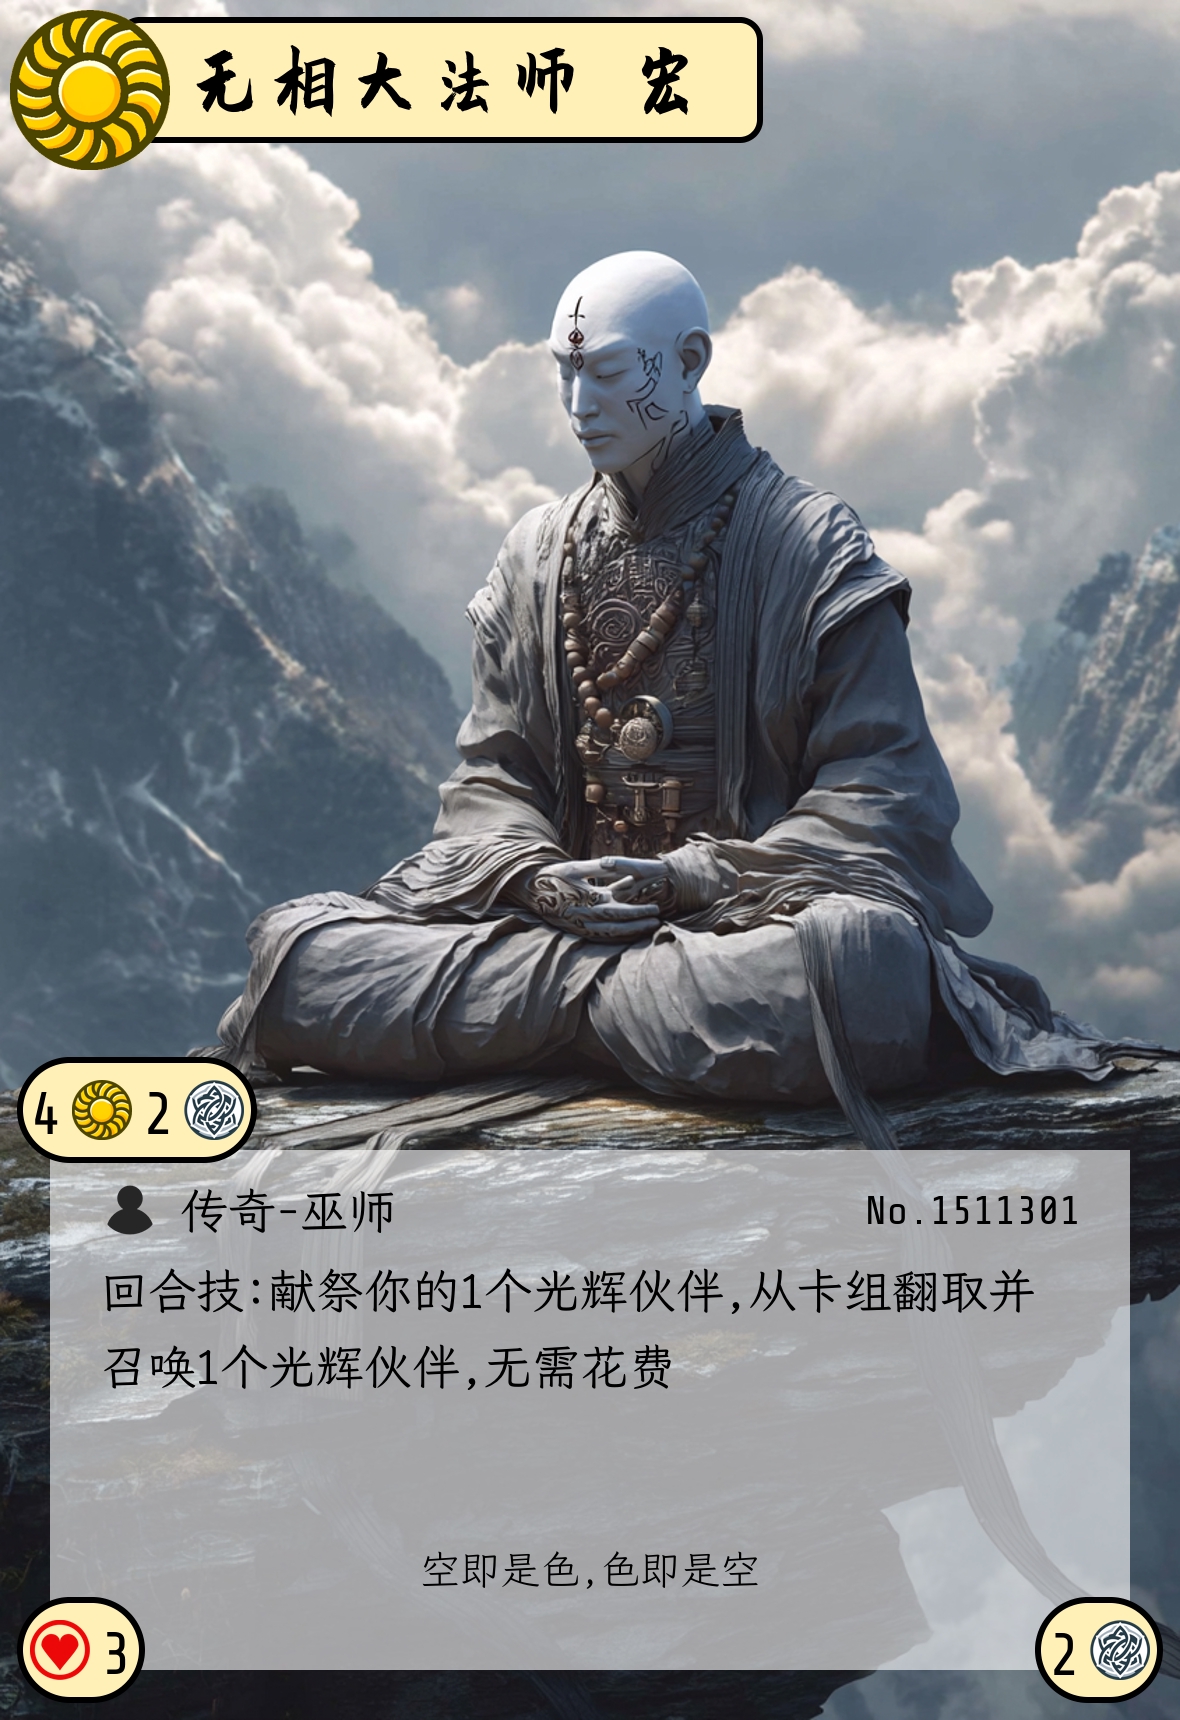 无相大法师 宏
4 2
传奇-巫师
No.1511301
回合技:献祭你的1个光辉伙伴,从卡组翻取并
召唤1个光辉伙伴,无需花费
空即是色,色即是空
3
2